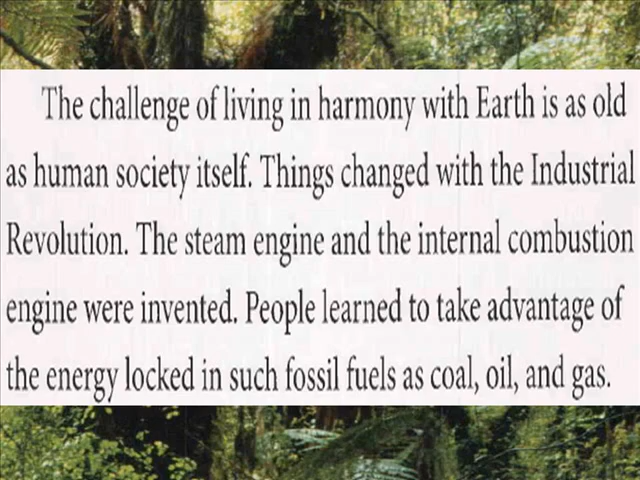 The challenge of living in harmony with Earth is as old
as human society itself. Things changed with the Industrial
Revolution. The steam engine and the internal combustion
engine were invented. People learned to take advantage of
the energy locked in such fossil fuels as coal, oil, and gas.